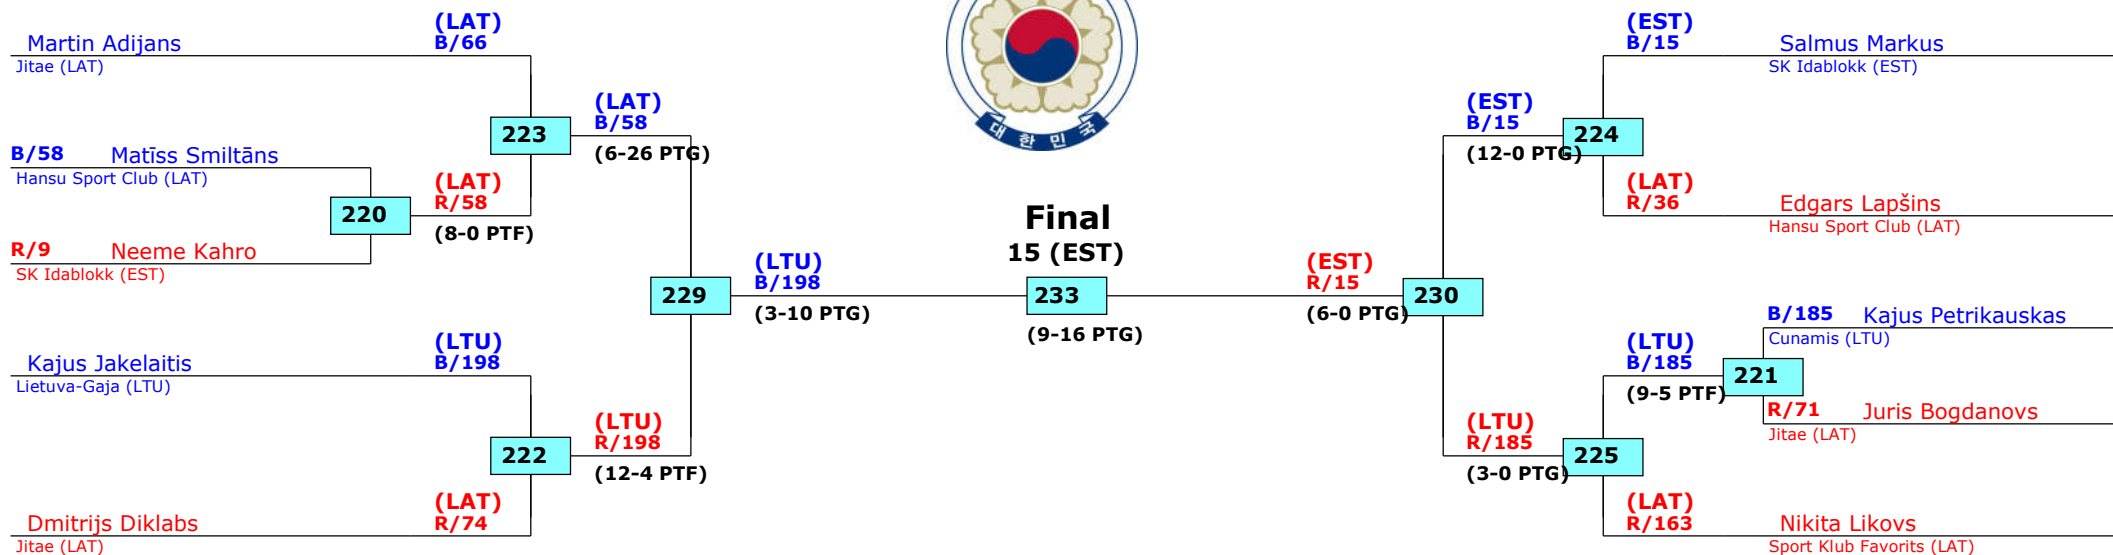 (LAT)
B/66
Martin Adijans
Jitae (LAT)
B/58 Matīss Smiltāns
Hansu Sport Club (LAT)
R/9 Neeme Kahro
SK Idablokk (EST)
220
(LAT)
R/58
(8-0 PTF)
223
(LAT)
B/58
(6-26 PTG)
Kajus Jakelaitis
Lietuva-Gaja (LTU)
(LTU)
B/198
Dmitrijs Diklabs
Jitae (LAT)
(LAT)
R/74
222
(LTU)
R/198
(12-4 PTF)
229
(LTU)
B/198
(3-10 PTG)
대한민국
Final
15 (EST)
233
(9-16 PTG)
(EST)
R/15
(6-0 PTG)
230
(EST)
B/15
(12-0 PTG)
224
(EST)
B/15
Salmus Markus
SK Idablokk (EST)
(LAT)
R/36
Edgars Lapšins
Hansu Sport Club (LAT)
(LTU)
R/185
(3-0 PTG)
225
(LTU)
B/185
(9-5 PTF)
221
B/185 Kajus Petrikauskas
Cunamis (LTU)
R/71 Juris Bogdanovs
Jitae (LAT)
(LAT)
R/163
Nikita Likovs
Sport Klub Favorits (LAT)